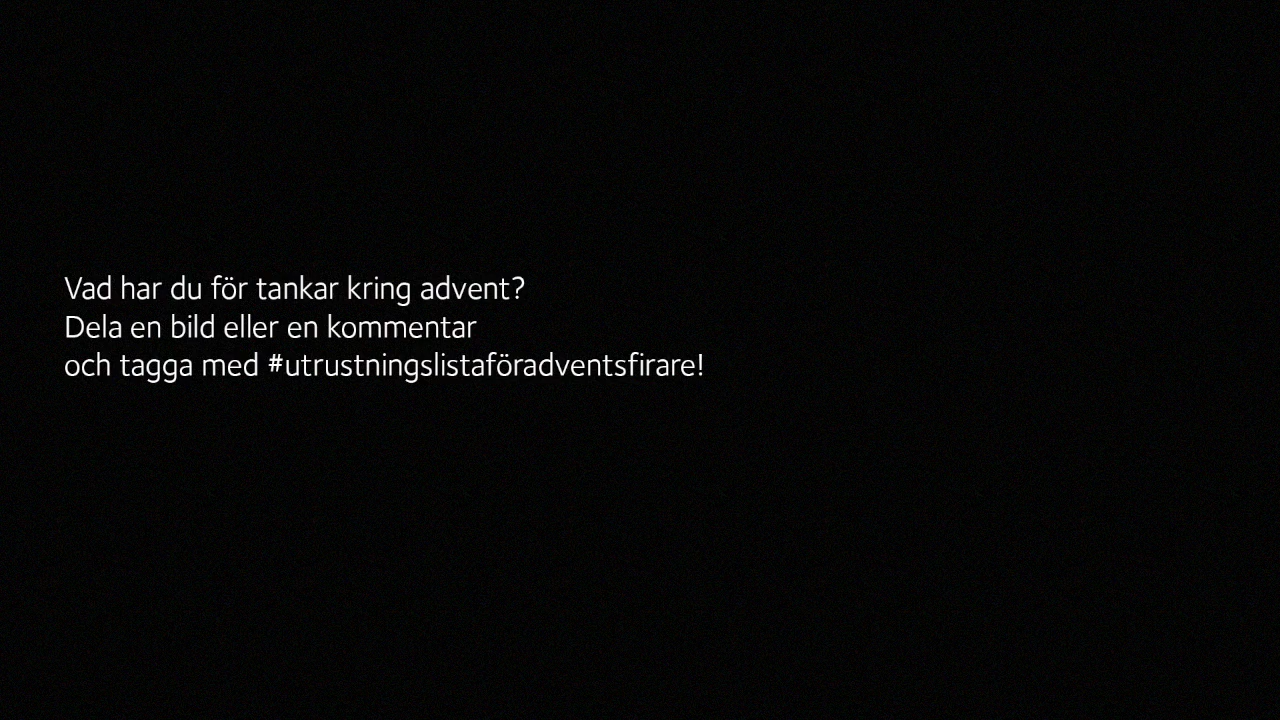 Vad har du för tankar kring advent?
Dela en bild eller en kommentar
och tagga med #utrustningslistaföradventsfirare!